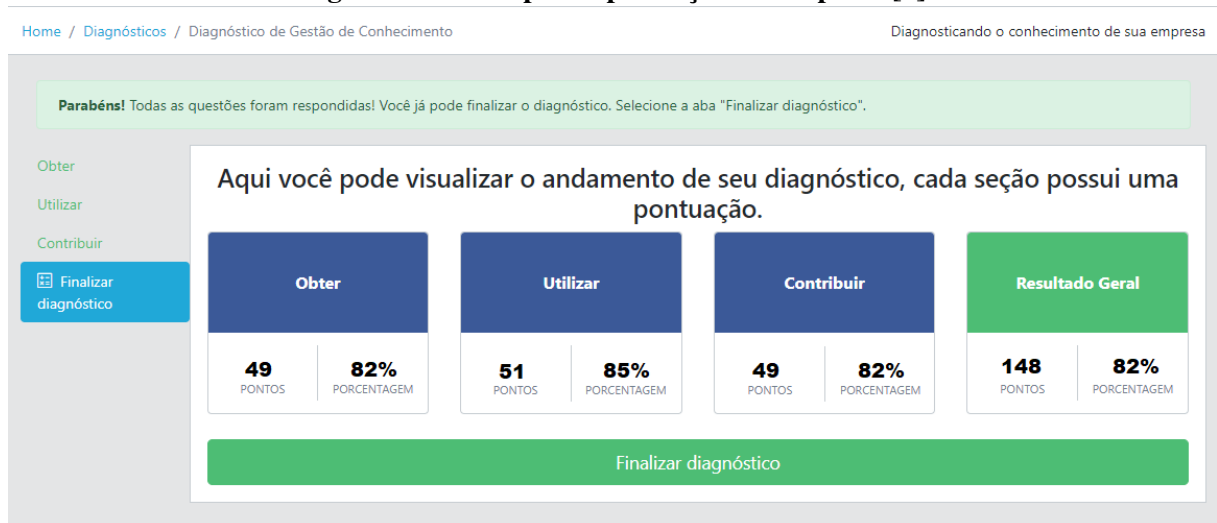 Home / Diagnósticos / Diagnóstico de Gestão de Conhecimento
Diagnosticando o conhecimento de sua empresa
Parabéns! Todas as questões foram respondidas! Você já pode finalizar o diagnóstico. Selecione a aba "Finalizar diagnóstico".
Obter
Utilizar
Contribuir
Finalizar
diagnóstico
Aqui você pode visualizar o andamento de seu diagnóstico, cada seção possui uma
pontuação.
Obter
49
PONTOS
82%
PORCENTAGEM
Utilizar
51
PONTOS
85%
PORCENTAGEM
Contribuir
49
PONTOS
82%
PORCENTAGEM
Resultado Geral
148
PONTOS
82%
PORCENTAGEM
Finalizar diagnóstico